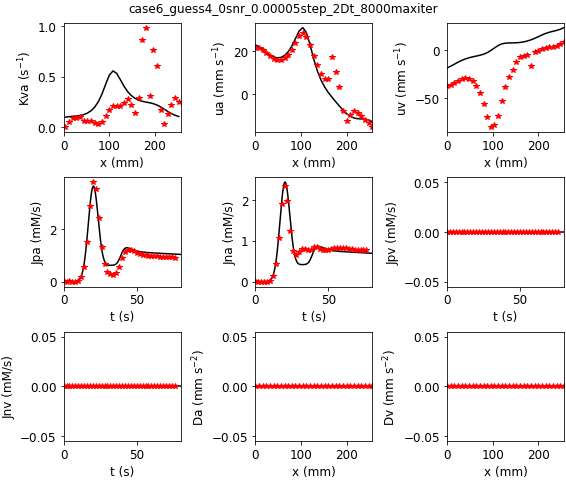 case6_guess4_0snr_0.00005step_2Dt_8000maxiter
Kva (s⁻¹)
1.0
0.5
0.0
0 100 200
x (mm)
ua (mm s⁻¹)
20
0
0 100 200
x (mm)
uv (mm s⁻¹)
0
−50
0 100 200
x (mm)
Jpa (mM/s)
2
0
0 50
t (s)
Jna (mM/s)
2
1
0
0 50
t (s)
Jpv (mM/s)
0.05
0.00
−0.05
0 50
t (s)
Jnv (mM/s)
0.05
0.00
−0.05
0 50
t (s)
Da (mm s⁻²)
0.05
0.00
−0.05
0 100 200
x (mm)
Dv (mm s⁻²)
0.05
0.00
−0.05
0 100 200
x (mm)